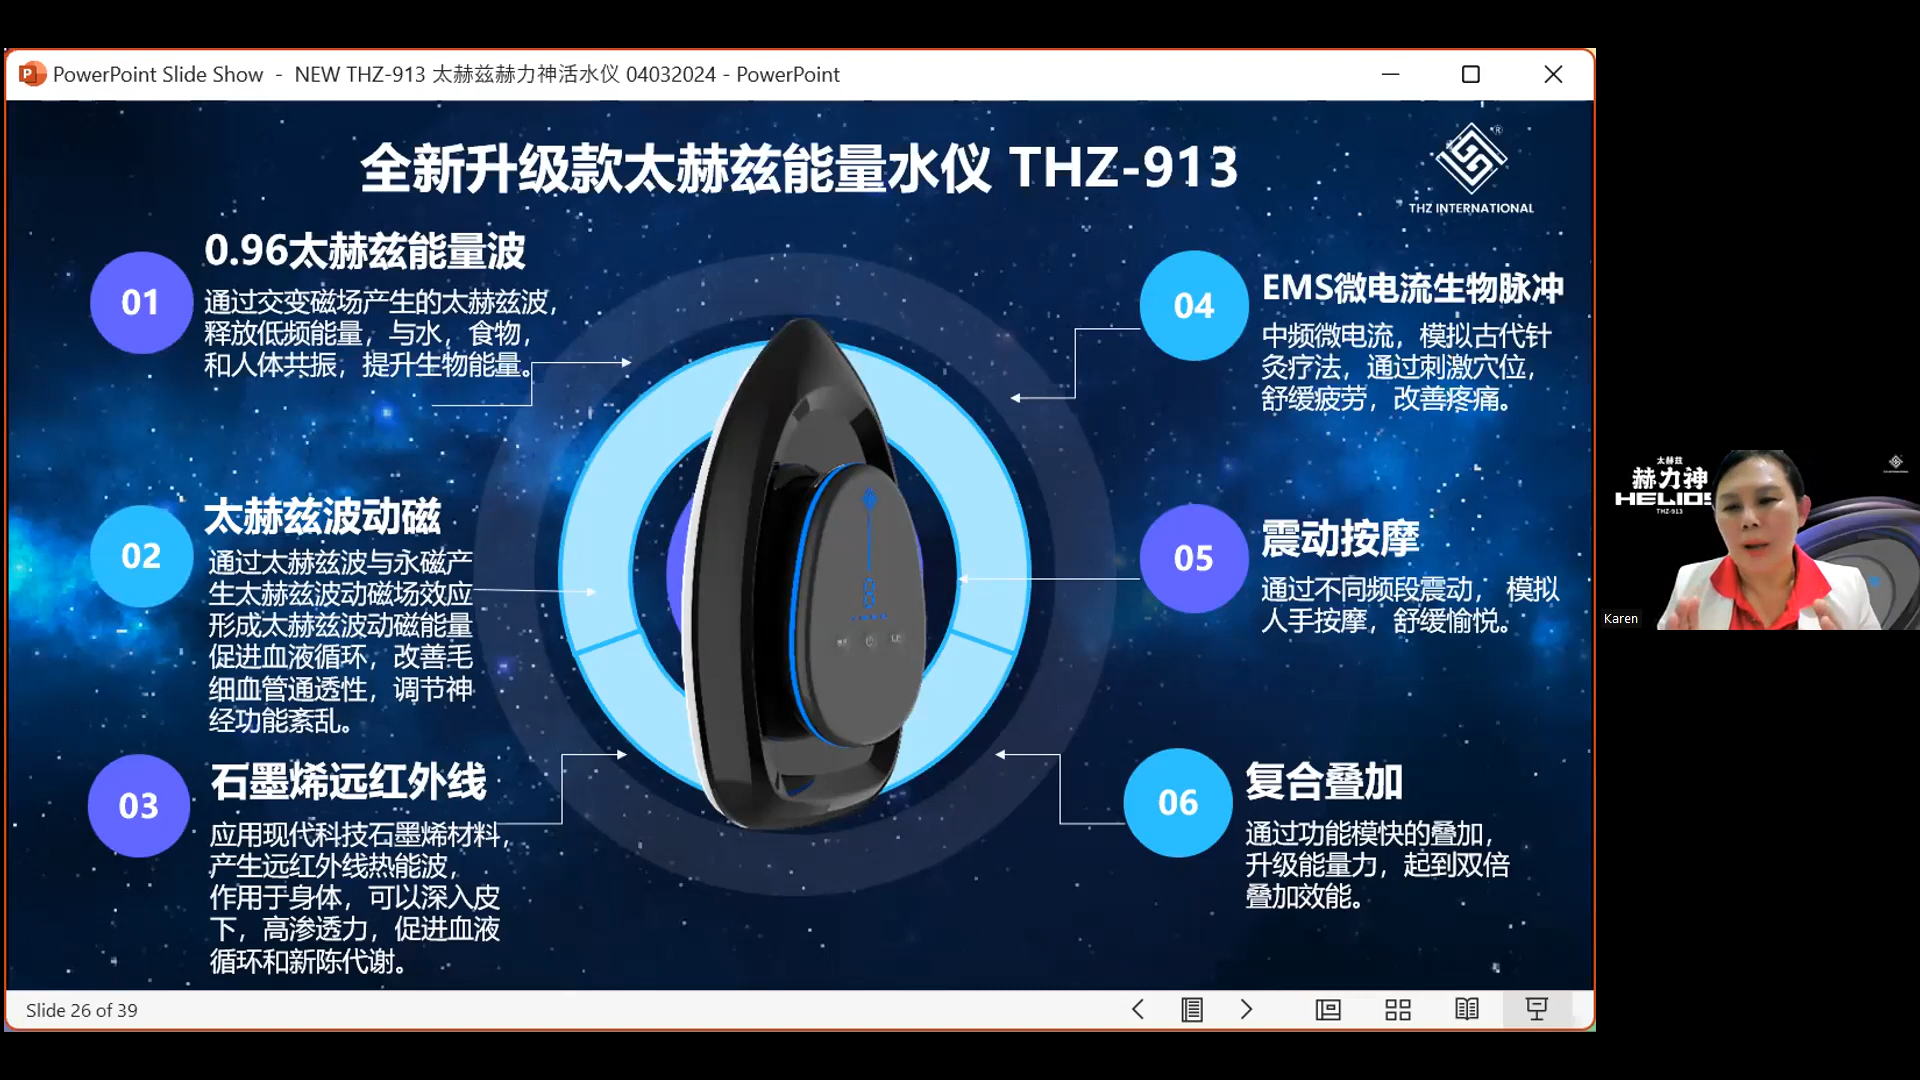 PowerPoint Slide Show - NEW THZ-913 太赫兹赫力神活水仪 04032024 - PowerPoint
全新升级款太赫兹能量水仪 THZ-913
THZ INTERNATIONAL
01
0.96太赫兹能量波
通过交变磁场产生的太赫兹波，
释放低频能量，与水，食物，
和人体共振，提升生物能量。
02
太赫兹波动磁
通过太赫兹波与永磁产
生太赫兹波动磁场效应
形成太赫兹波动磁能量
促进血液循环，改善毛
细血管通透性，调节神
经功能紊乱。
03
石墨烯远红外线
应用现代科技石墨烯材料，
产生远红外线热能波，
作用于身体，可以深入皮
下，高渗透力，促进血液
循环和新陈代谢。
04
EMS微电流生物脉冲
中频微电流，模拟古代针
灸疗法，通过刺激穴位，
舒缓疲劳，改善疼痛。
05
震动按摩
通过不同频段震动， 模拟
人手按摩，舒缓愉悦。
06
复合叠加
通过功能模快的叠加，
升级能量力，起到双倍
叠加效能。
Slide 26 of 39
太赫兹
赫力神
HELIOS
THZ-913
Karen